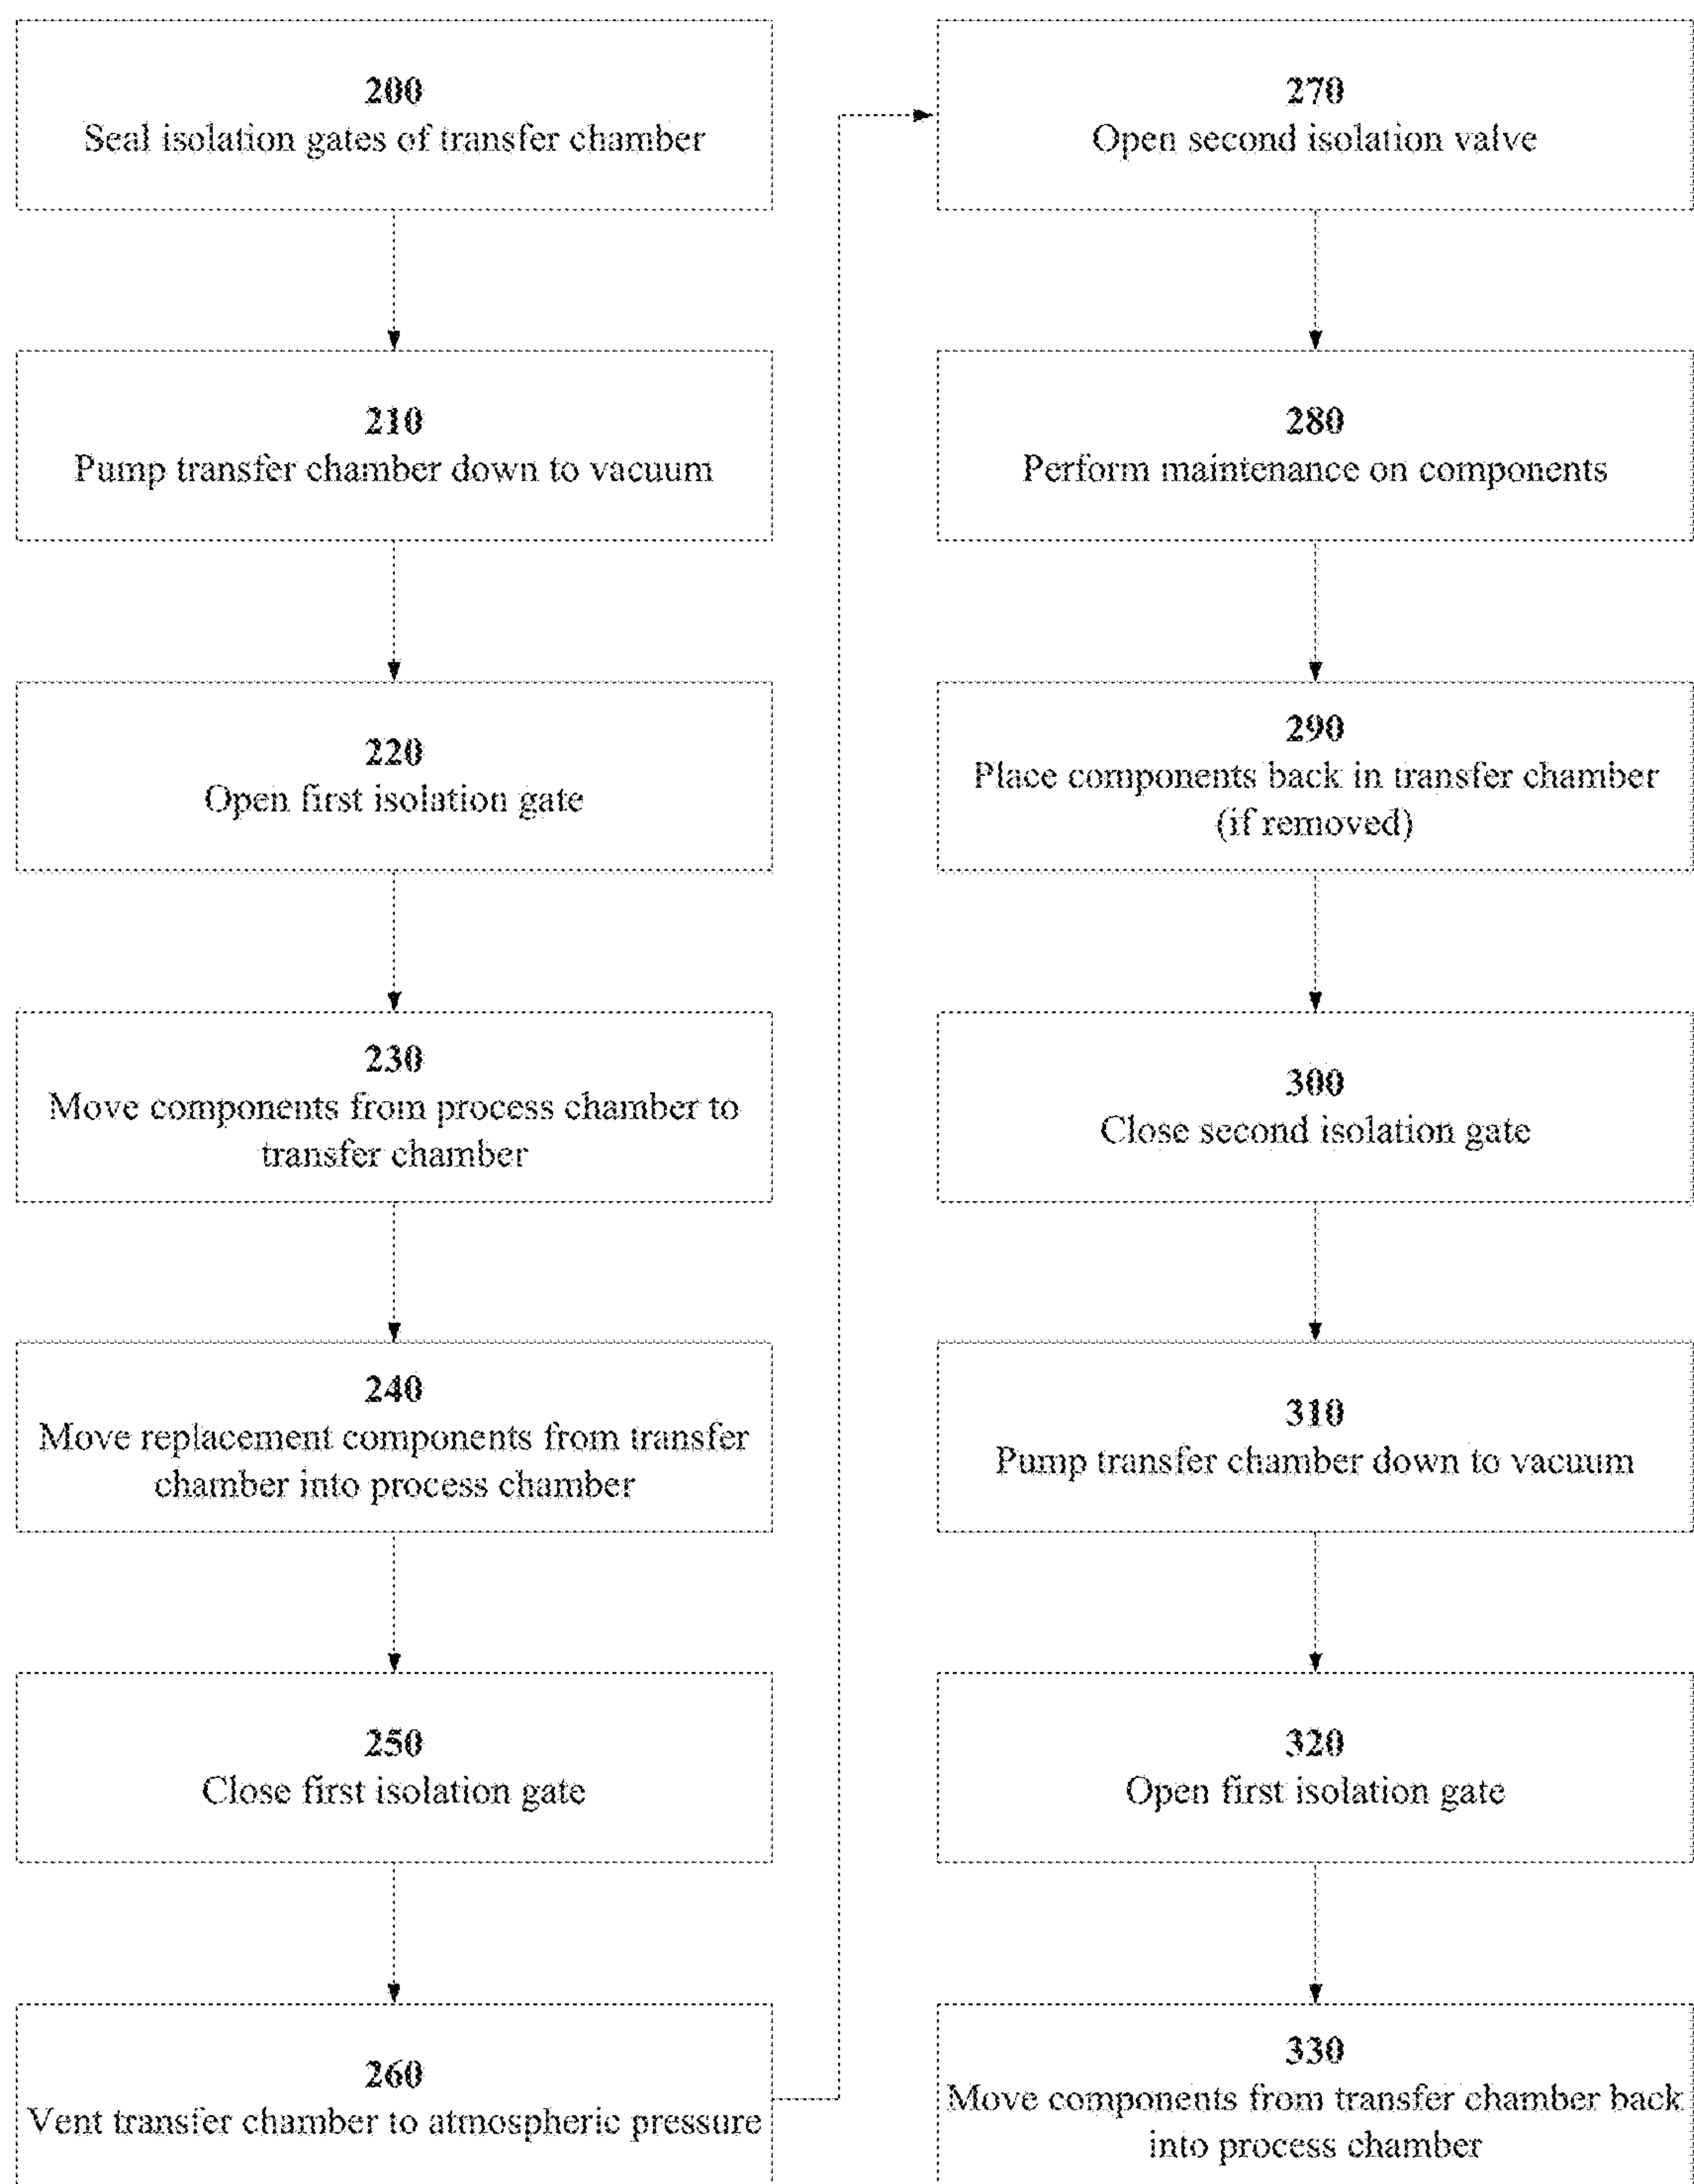 200
Seal isolation gates of transfer chamber
210
Pump transfer chamber down to vacuum
220
Open first isolation gate
230
Move components from process chamber to
transfer chamber
240
Move replacement components from transfer
chamber into process chamber
250
Close first isolation gate
260
Vent transfer chamber to atmospheric pressure
270
Open second isolation valve
280
Perform maintenance on components
290
Place components back in transfer chamber
(if removed)
300
Close second isolation gate
310
Pump transfer chamber down to vacuum
320
Open first isolation gate
330
Move components from transfer chamber back
into process chamber